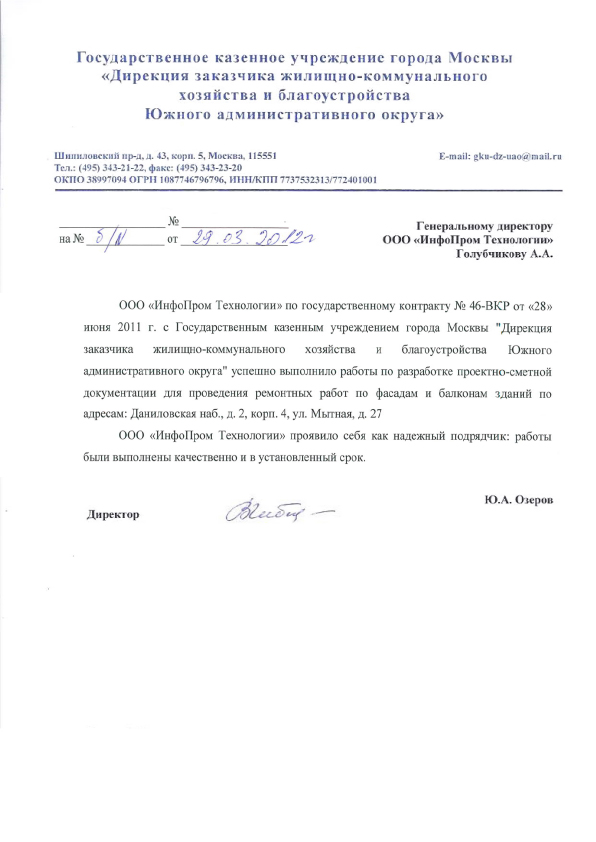 Государственное казенное учреждение города Москвы
«Дирекция заказчика жилищно-коммунального
хозяйства и благоустройства
Южного административного округа»
Шипиловский пр-д, д. 43, корп. 5, Москва, 115551
E-mail: gku-dz-uao@mail.ru
Тел.: (495) 343-21-22, факс: (495) 343-23-20
ОКПО 38997094 ОГРН 1087746796796, ИНН/КПП 7737532313/772401001
___ № ___
на № б/N от 29.03.2012г
Генеральному директору
ООО «ИнфоПром Технологии»
Голубчикову А.А.
ООО «ИнфоПром Технологии» по государственному контракту № 46-ВКР от «28»
июня 2011 г. с Государственным казенным учреждением города Москвы "Дирекция
заказчика жилищно-коммунального хозяйства и благоустройства Южного
административного округа" успешно выполнило работы по разработке проектно-сметной
документации для проведения ремонтных работ по фасадам и балконам зданий по
адресам: Даниловская наб., д. 2, корп. 4, ул. Мытная, д. 27
ООО «ИнфоПром Технологии» проявило себя как надежный подрядчик: работы
были выполнены качественно и в установленный срок.
Ю.А. Озеров
Директор